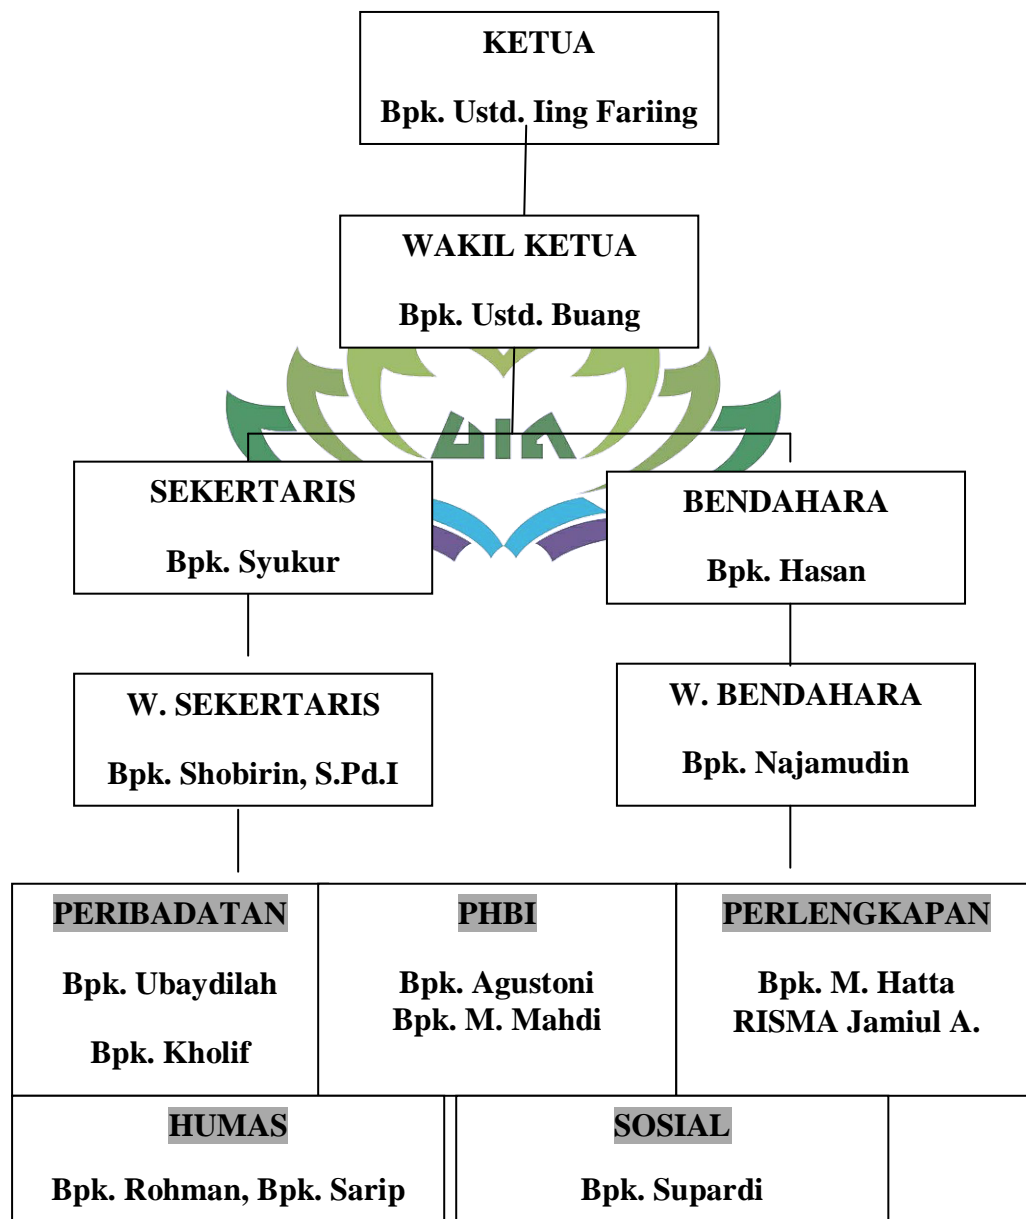 KETUA
Bpk. Ustd. Iing Fariing
WAKIL KETUA
Bpk. Ustd. Buang
UIN
SEKERTARIS
Bpk. Syukur
BENDAHARA
Bpk. Hasan
W. SEKERTARIS
Bpk. Shobirin, S.Pd.I
W. BENDAHARA
Bpk. Najamudin
PERIBADATAN
Bpk. Ubaydilah
Bpk. Kholif
PHBI
Bpk. Agustoni
Bpk. M. Mahdi
PERLENGKAPAN
Bpk. M. Hatta
RISMA Jamiul A.
HUMAS
Bpk. Rohman, Bpk. Sarip
SOSIAL
Bpk. Supardi